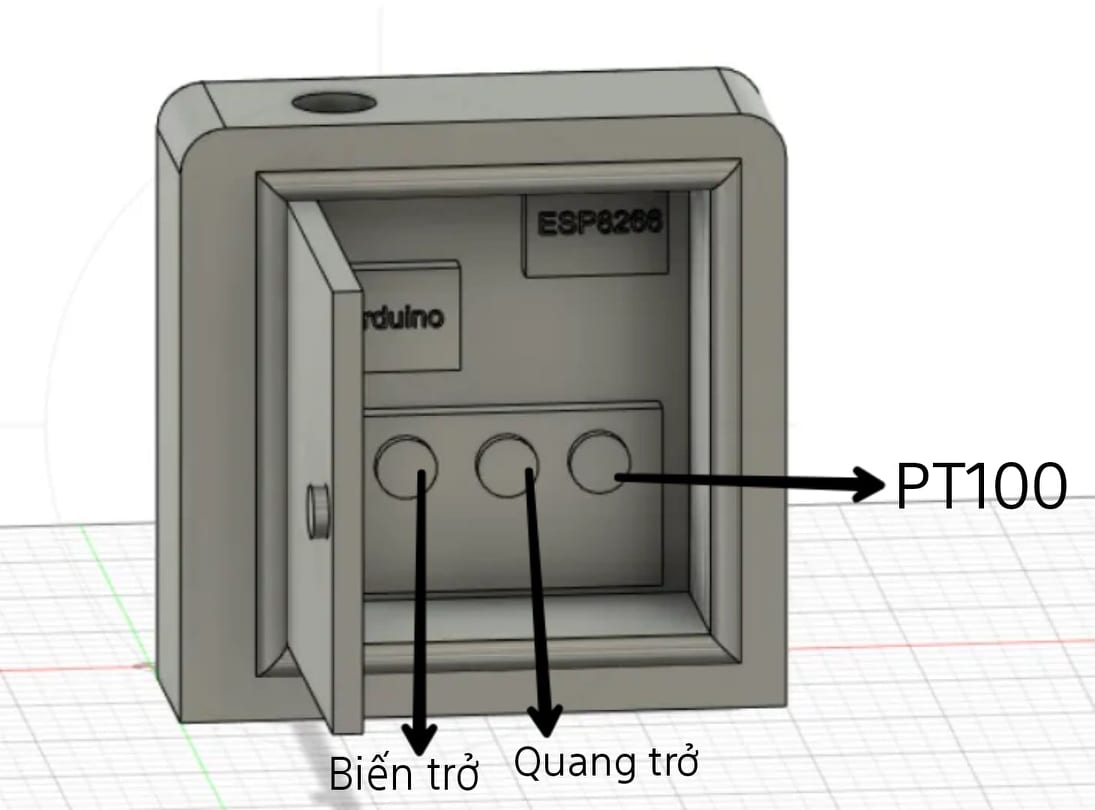 ESP8266
rduino
PT100
Biến trở
Quang trở